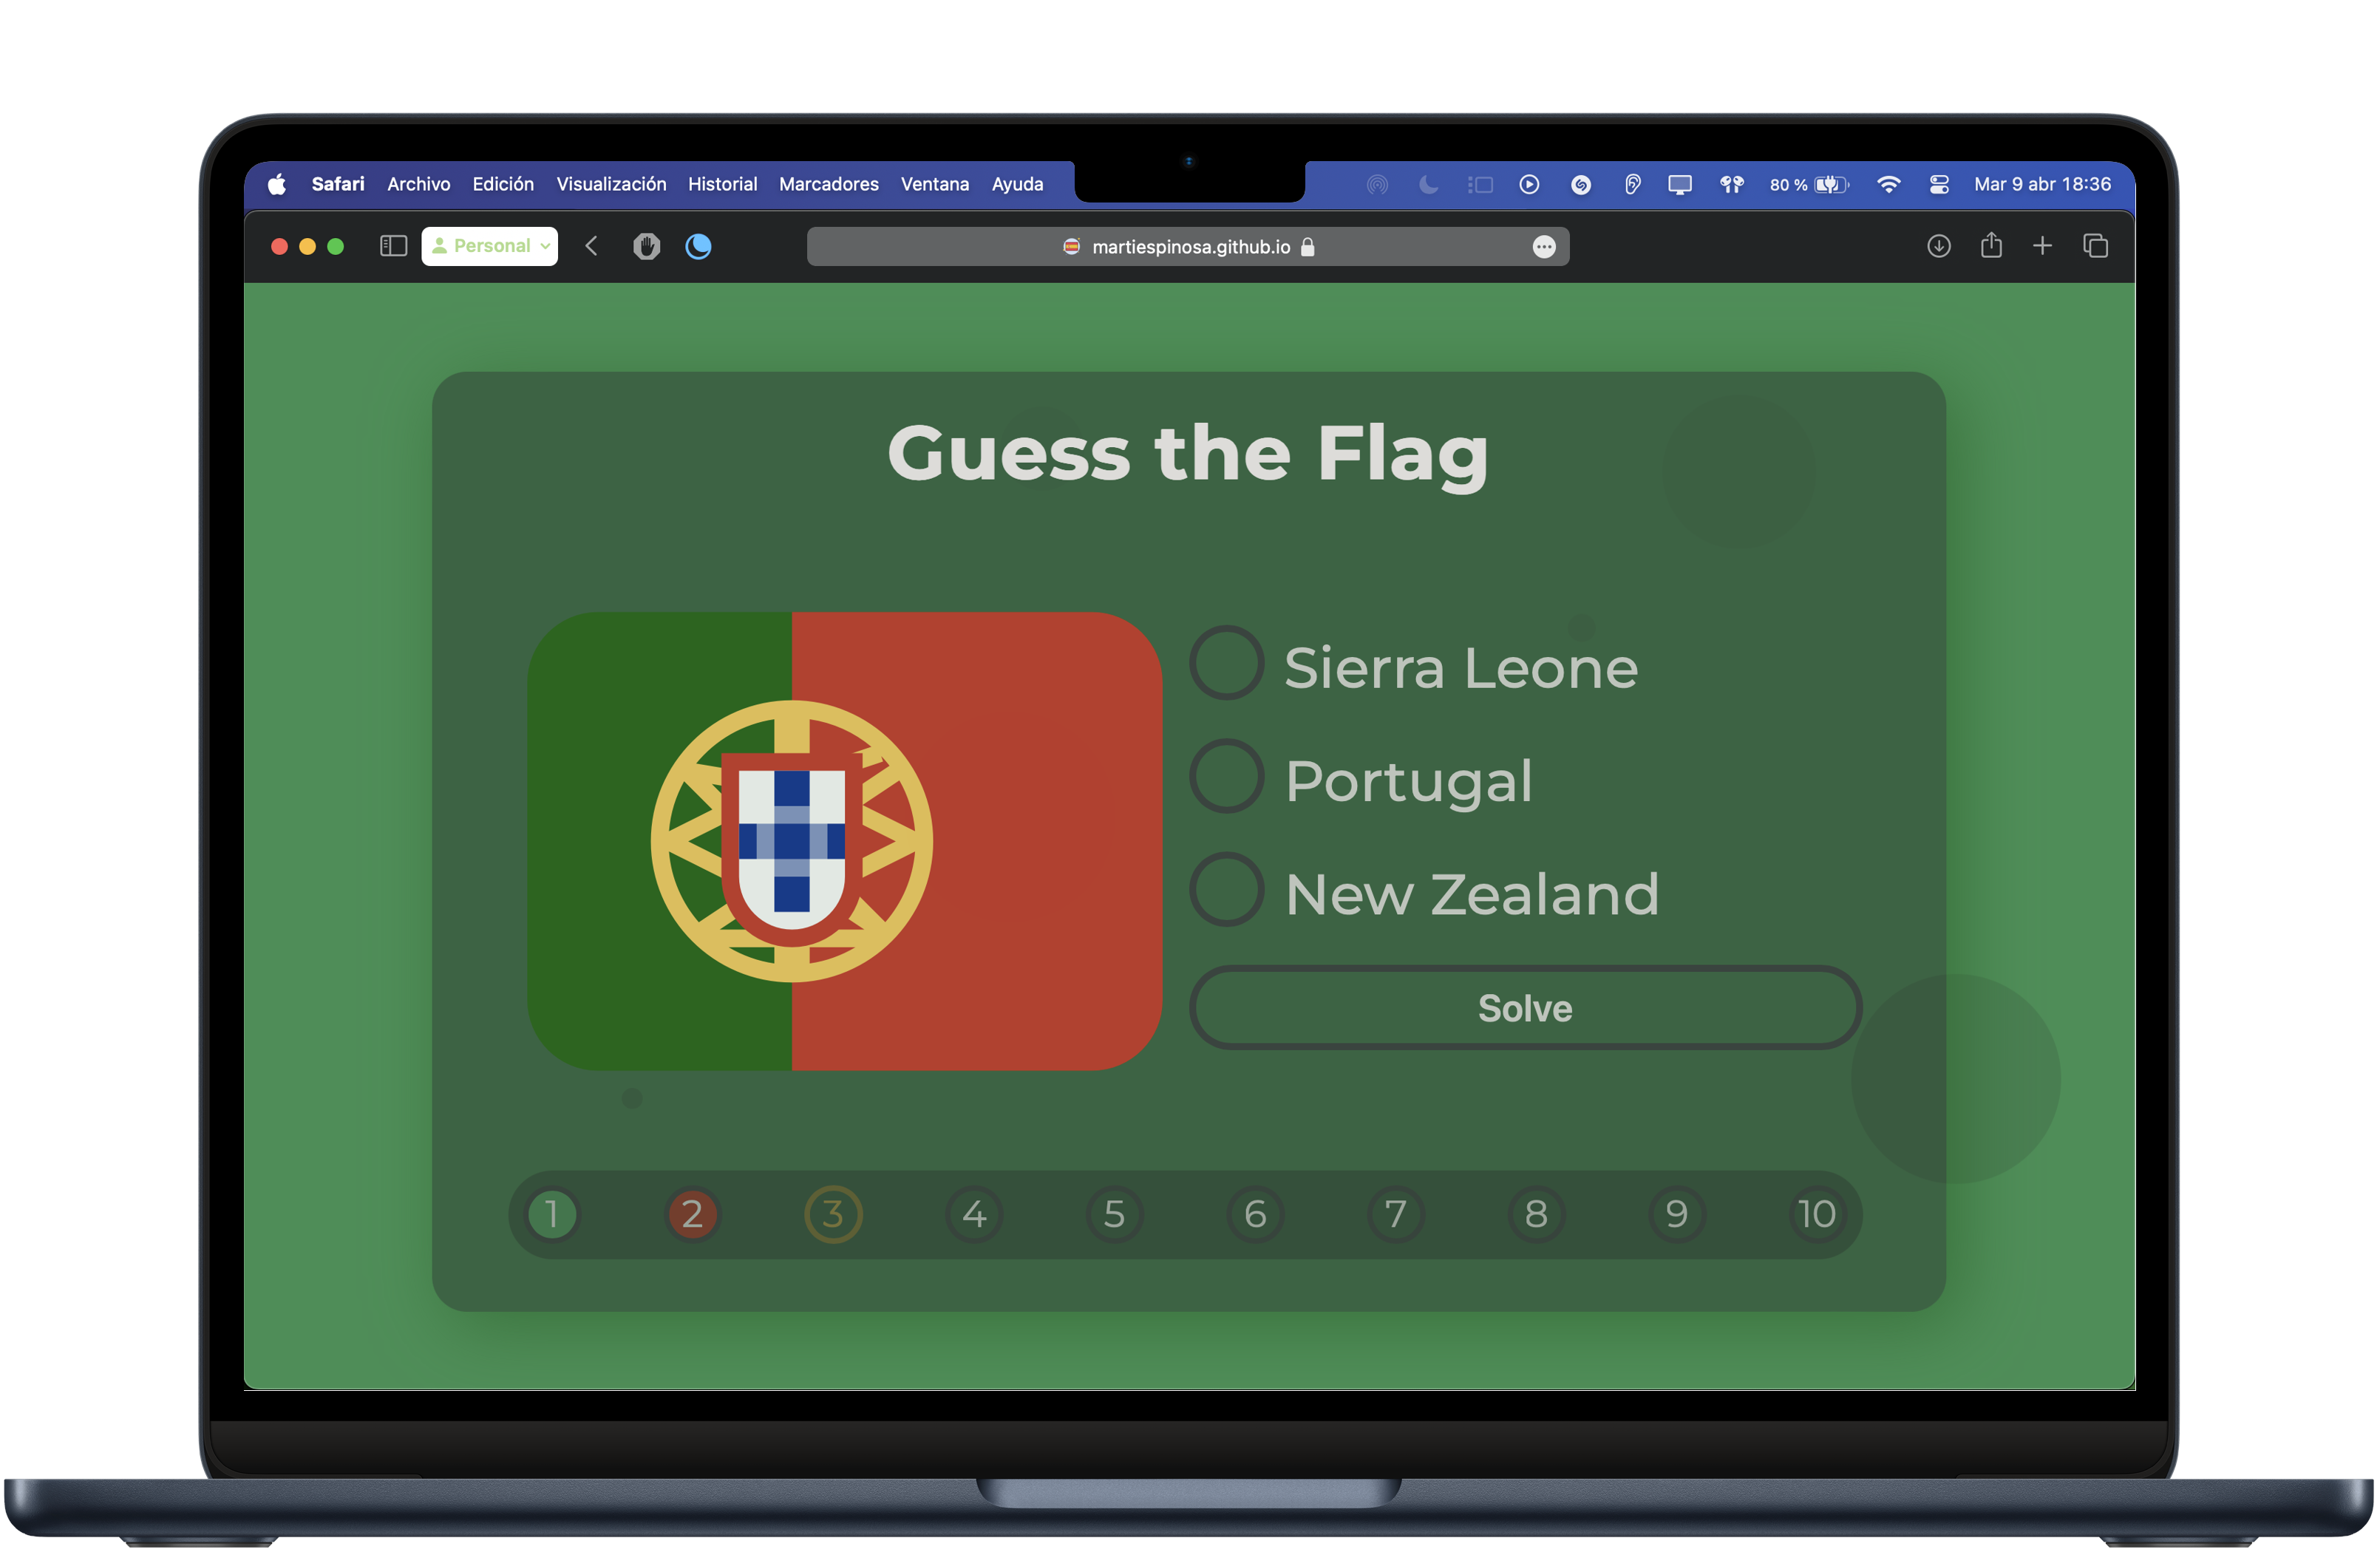 Safari Archivo Edición Visualización Historial Marcadores Ventana Ayuda 80 % Mar 9 abr 18:36
Personal martiespinosa.github.io
Guess the Flag
Sierra Leone
Portugal
New Zealand
Solve
1 2 3 4 5 6 7 8 9 10